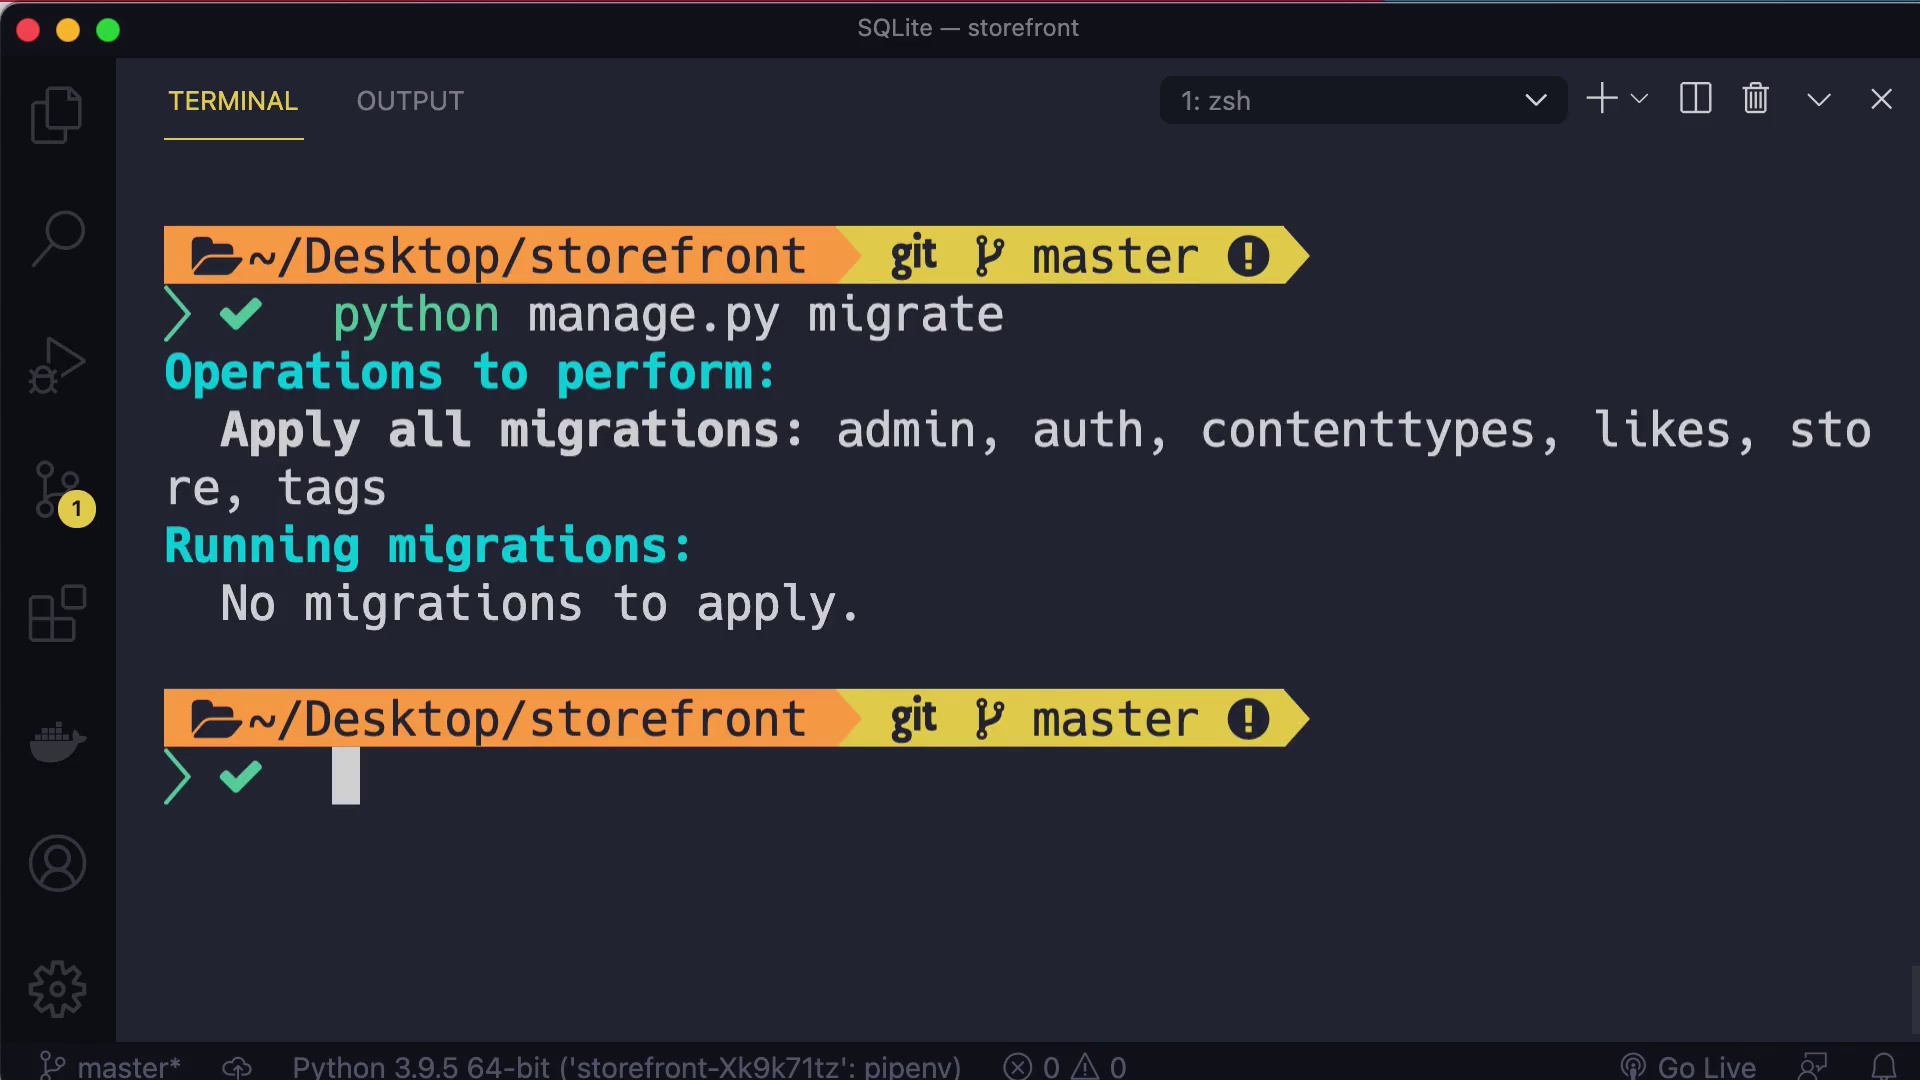 SQLite — storefront
TERMINAL OUTPUT 1: zsh
~/Desktop/storefront git master
python manage.py migrate
Operations to perform:
Apply all migrations: admin, auth, contenttypes, likes, sto
re, tags
Running migrations:
No migrations to apply.
~/Desktop/storefront git master
1
master* Python 3.9.5 64-bit ('storefront-Xk9k71tz': pipenv) 0 0 Go Live